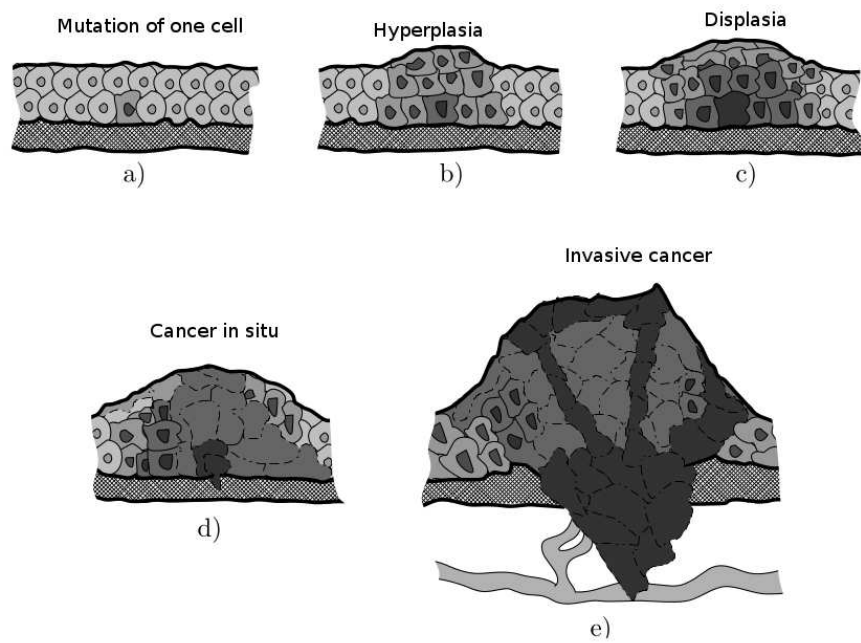 Mutation of one cell
Hyperplasia
Displasia
a)
b)
c)
Cancer in situ
Invasive cancer
d)
e)